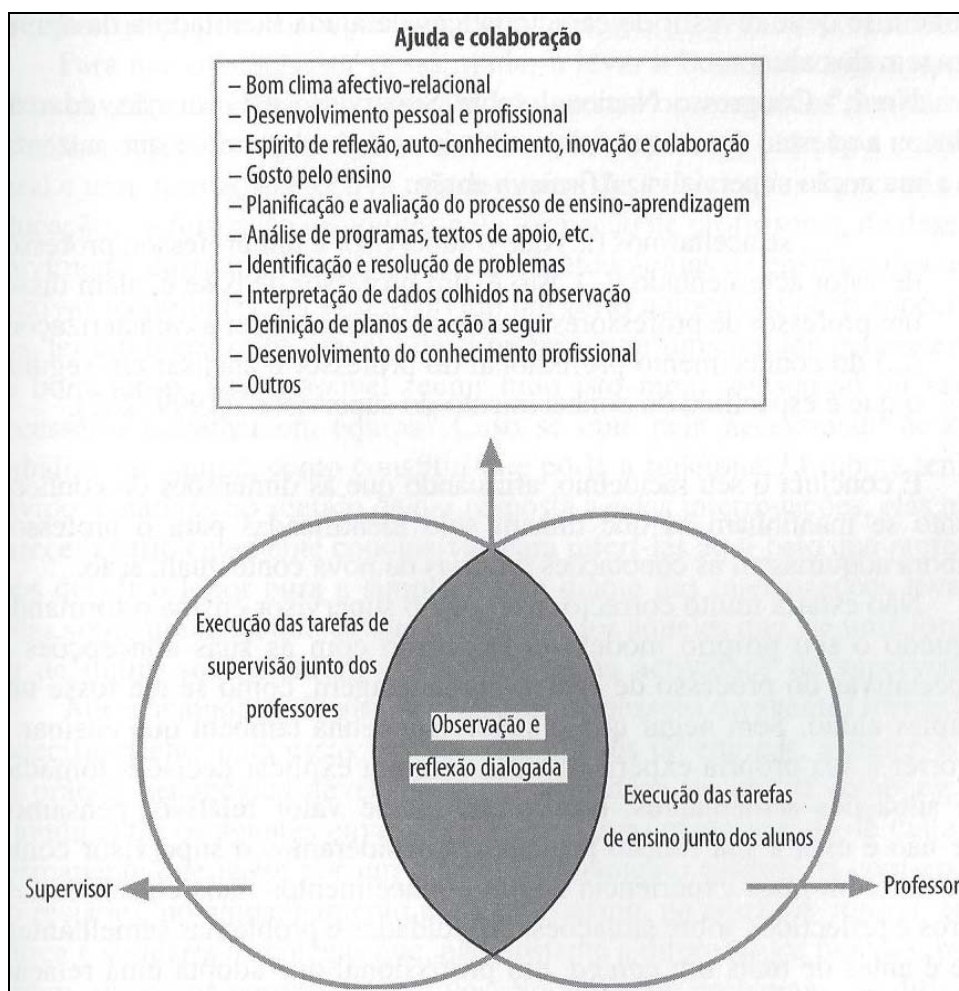 Ajuda e colaboração
– Bom clima afectivo-relacional
– Desenvolvimento pessoal e profissional
– Espírito de reflexão, auto-conhecimento, inovação e colaboração
– Gosto pelo ensino
– Planificação e avaliação do processo de ensino-aprendizagem
– Análise de programas, textos de apoio, etc.
– Identificação e resolução de problemas
– Interpretação de dados colhidos na observação
– Definição de planos de acção a seguir
– Desenvolvimento do conhecimento profissional
– Outros
Execução das tarefas de
supervisão junto dos
professores
Observação e
reflexão dialogada
Execução das tarefas
de ensino junto dos alunos
Supervisor
Professor